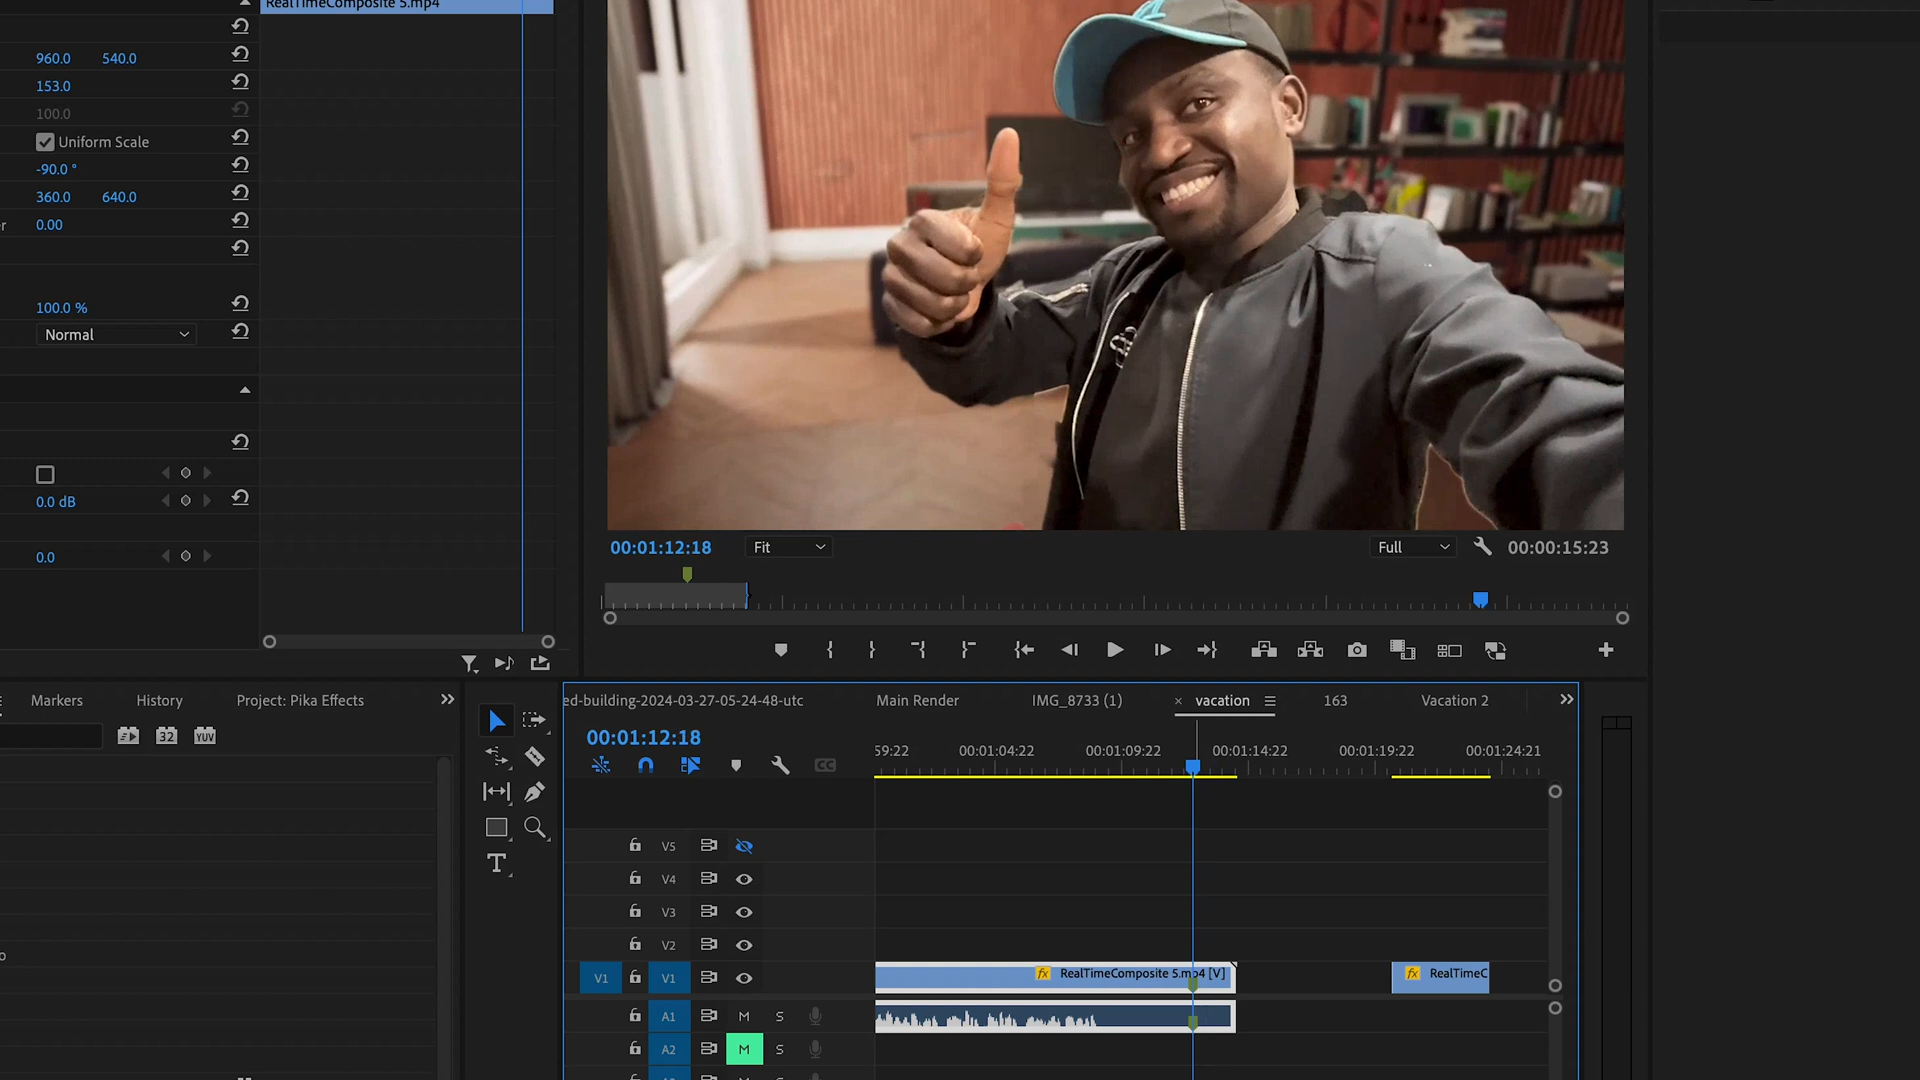 RealTimeComposite 5.mp4
960.0 540.0
153.0
100.0
Uniform Scale
-90.0 °
360.0 640.0
r 0.00
100.0 %
Normal
0.0 dB
0.0
00:01:12:18 Fit Full 00:00:15:23
Markers History Project: Pika Effects
32 YUV
ed-building-2024-03-27-05-24-48-utc Main Render IMG_8733 (1) × vacation 163 Vacation 2
00:01:12:18
59:22 00:01:04:22 00:01:09:22 00:01:14:22 00:01:19:22 00:01:24:21
CC
T
V5
V4
V3
V2
o
V1 V1 fx RealTimeComposite 5.mp4 [V] fx RealTimeC
A1 M S
A2 M S